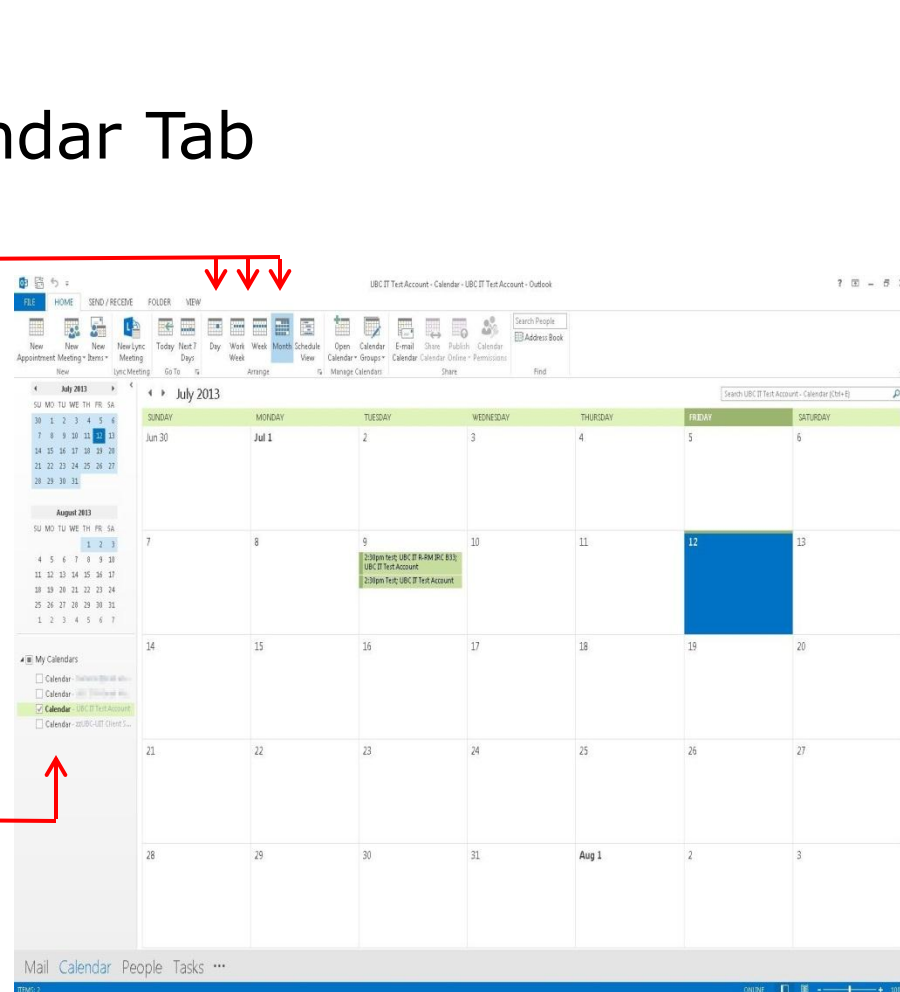 ndar Tab
UBC IT Test Account - Calendar - UBC IT Test Account - Outlook
?
FILE HOME SEND / RECEIVE FOLDER VIEW
New Appointment
New Meeting
New Items
New Lync Meeting
Today
Next 7 Days
Day
Work Week
Week
Month
Schedule View
Open Calendar
Calendar Groups
E-mail Calendar
Share Calendar
Publish Online
Calendar Permissions
Search People
Address Book
New
Lync Meeting
Go To
Arrange
Manage Calendars
Share
Find
July 2013
SU MO TU WE TH FR SA
30 1 2 3 4 5 6
7 8 9 10 11 12 13
14 15 16 17 18 19 20
21 22 23 24 25 26 27
28 29 30 31
August 2013
SU MO TU WE TH FR SA
1 2 3
4 5 6 7 8 9 10
11 12 13 14 15 16 17
18 19 20 21 22 23 24
25 26 27 28 29 30 31
1 2 3 4 5 6 7
My Calendars
Calendar -
Calendar -
Calendar - UBC IT Test Account
Calendar - zzUBC-UIT Client S...
July 2013
Search UBC IT Test Account - Calendar (Ctrl+E)
SUNDAY MONDAY TUESDAY WEDNESDAY THURSDAY FRIDAY SATURDAY
Jun 30 Jul 1 2 3 4 5 6
7 8 9 10 11 12 13
2:30pm test; UBC IT R-RM IRC B33;
UBC IT Test Account
2:30pm Test; UBC IT Test Account
14 15 16 17 18 19 20
21 22 23 24 25 26 27
28 29 30 31 Aug 1 2 3
Mail Calendar People Tasks ...
ITEMS: 2
ONLINE